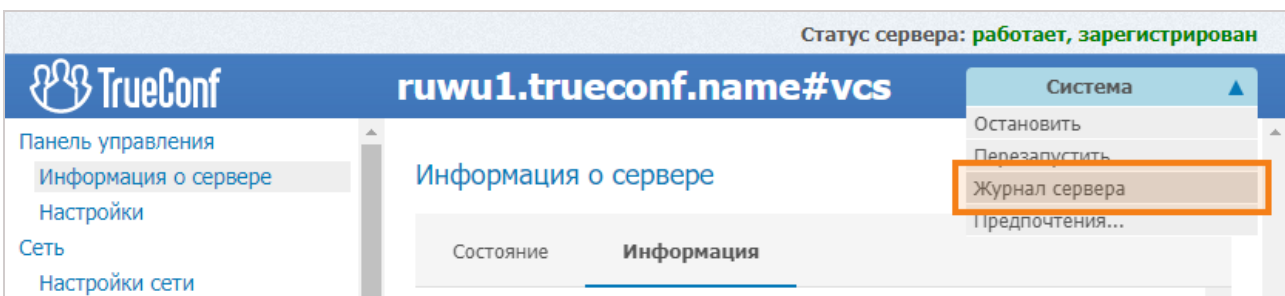 Статус сервера: работает, зарегистрирован
TrueConf
ruwu1.trueconf.name#vcs
Система
Остановить
Перезапустить
Журнал сервера
Предпочтения...
Панель управления
Информация о сервере
Настройки
Сеть
Настройки сети
Информация о сервере
Состояние
Информация